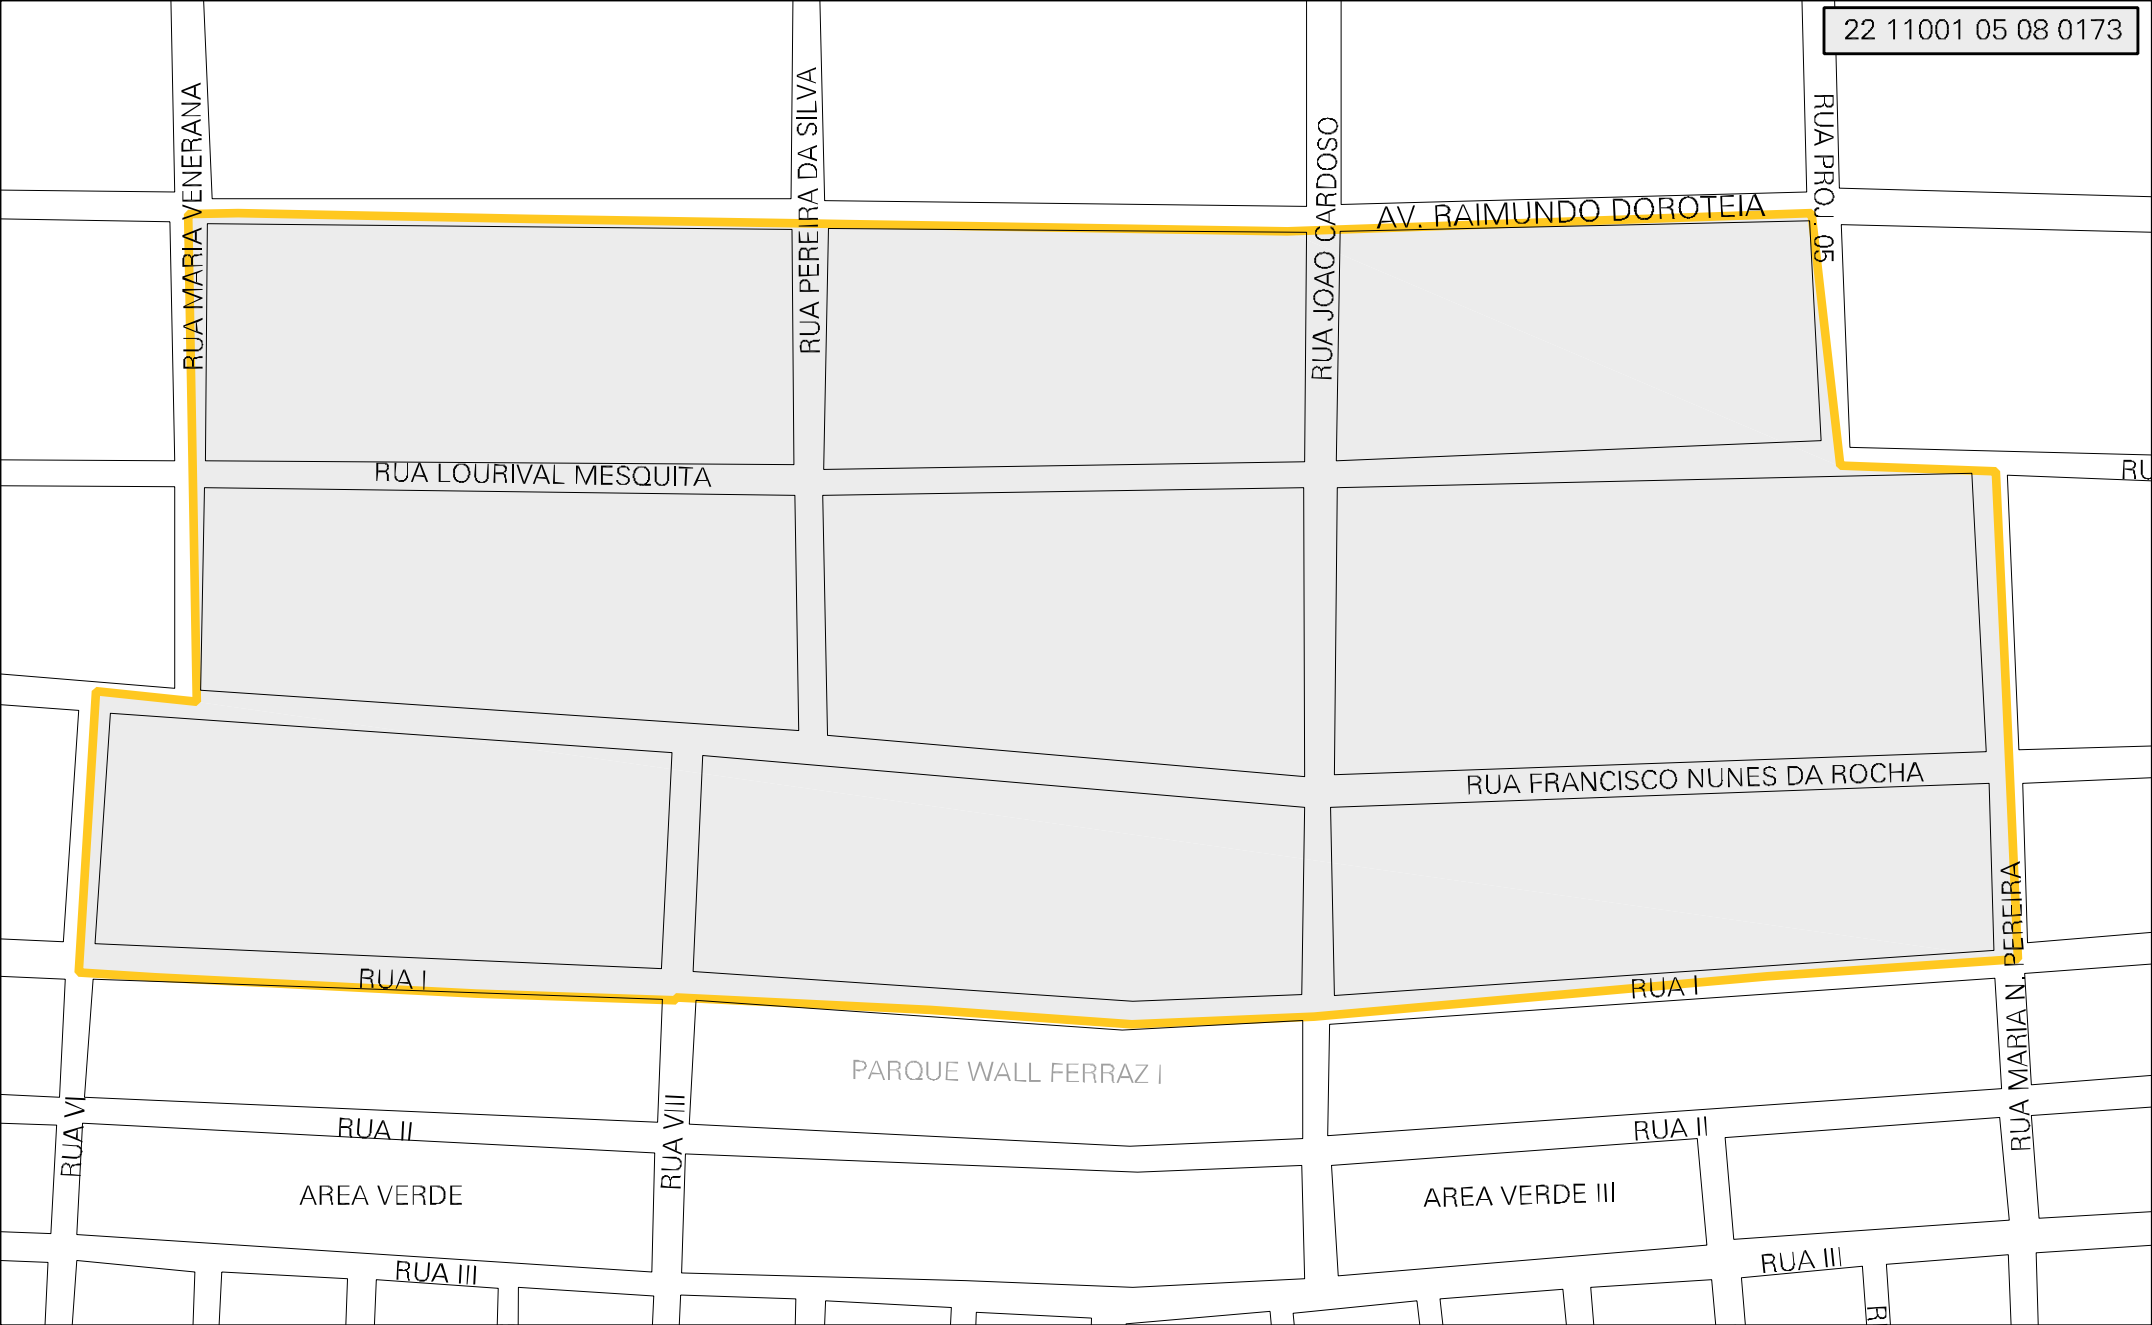 22 11001 05 08 0173
RUA MARIA VENERANA
RUA PEREIRA DA SILVA
RUA JOAO CARDOSO
RUA PROJ. 05
AV. RAIMUNDO DOROTEIA
RUA LOURIVAL MESQUITA
RU
RUA FRANCISCO NUNES DA ROCHA
RUA MARIA N. PEREIRA
RUA I
RUA I
PARQUE WALL FERRAZ I
RUA VI
RUA VIII
RUA II
RUA II
AREA VERDE
AREA VERDE III
RUA III
RUA III
R